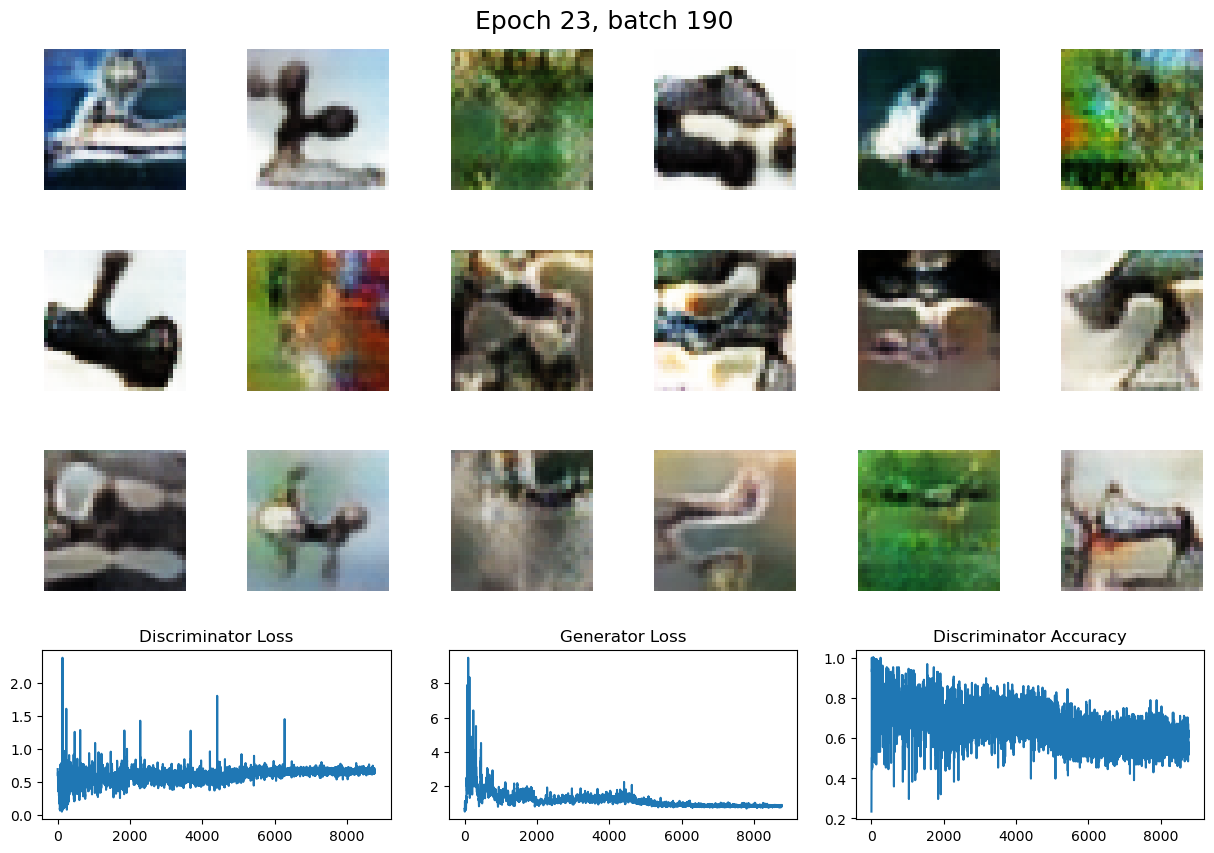 Epoch 23, batch 190
Discriminator Loss
Generator Loss
Discriminator Accuracy
2.0
1.5
1.0
0.5
0.0
0 2000 4000 6000 8000
8
6
4
2
0 2000 4000 6000 8000
1.0
0.8
0.6
0.4
0.2
0 2000 4000 6000 8000